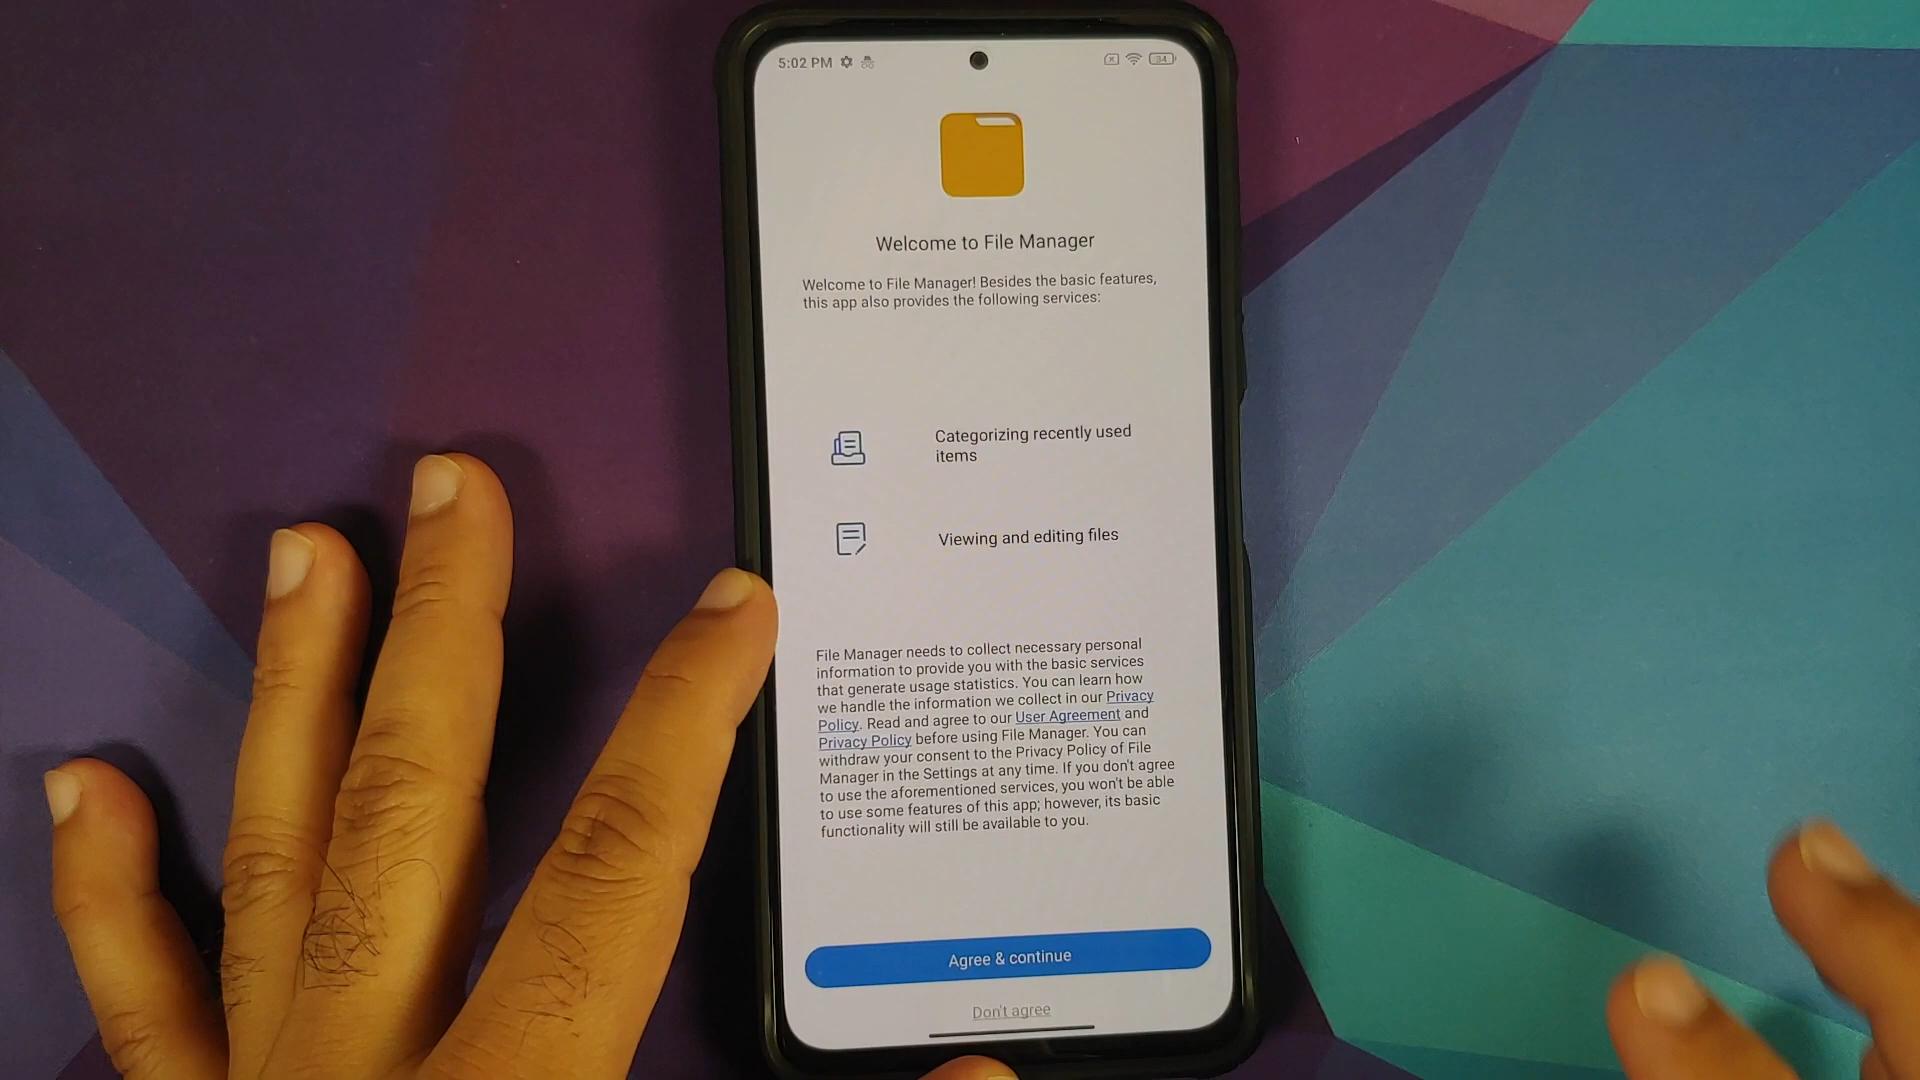 5:02 PM
34
Welcome to File Manager
Welcome to File Manager! Besides the basic features,
this app also provides the following services:
Categorizing recently used
items
Viewing and editing files
File Manager needs to collect necessary personal
information to provide you with the basic services
that generate usage statistics. You can learn how
we handle the information we collect in our Privacy
Policy. Read and agree to our User Agreement and
Privacy Policy before using File Manager. You can
withdraw your consent to the Privacy Policy of File
Manager in the Settings at any time. If you don't agree
to use the aforementioned services, you won't be able
to use some features of this app; however, its basic
functionality will still be available to you.
Agree & continue
Don't agree